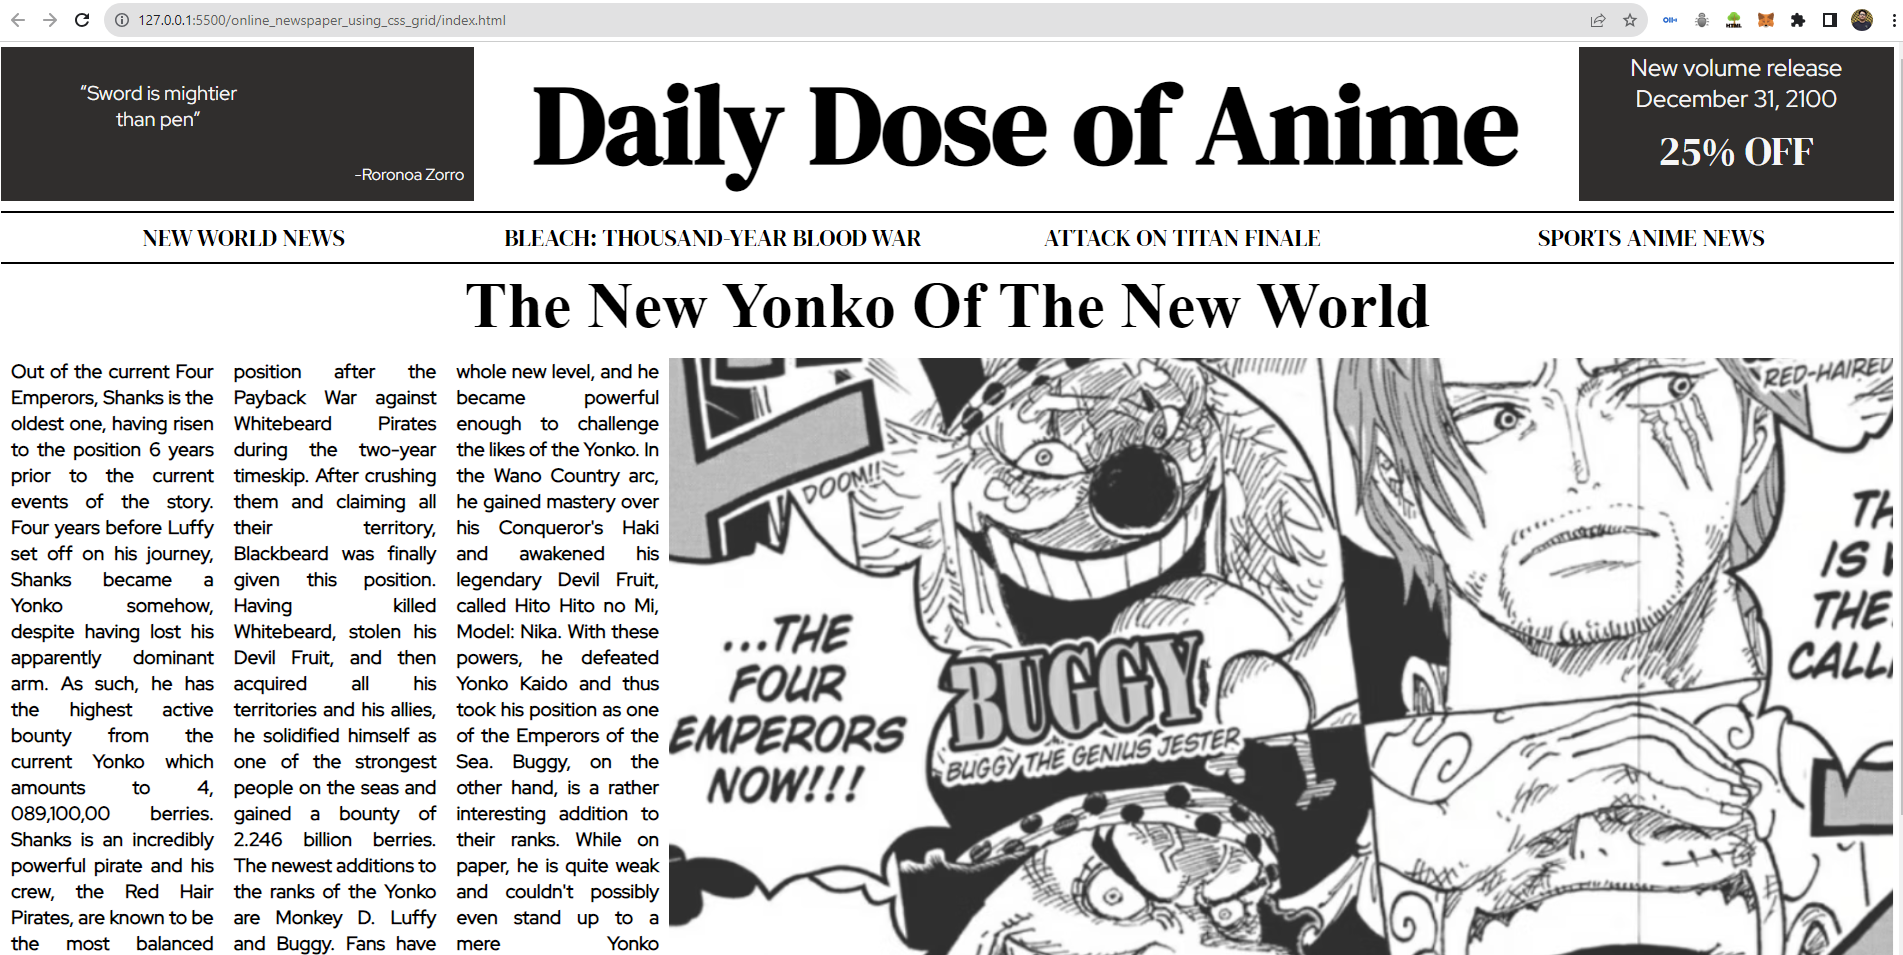 127.0.0.1:5500/online_newspaper_using_css_grid/index.html
“Sword is mightier
than pen”
-Roronoa Zorro
Daily Dose of Anime
New volume release
December 31, 2100
25% OFF
NEW WORLD NEWS
BLEACH: THOUSAND-YEAR BLOOD WAR
ATTACK ON TITAN FINALE
SPORTS ANIME NEWS
The New Yonko Of The New World
Out of the current Four
Emperors, Shanks is the
oldest one, having risen
to the position 6 years
prior to the current
events of the story.
Four years before Luffy
set off on his journey,
Shanks became a
Yonko somehow,
despite having lost his
apparently dominant
arm. As such, he has
the highest active
bounty from the
current Yonko which
amounts to 4,
089,100,00 berries.
Shanks is an incredibly
powerful pirate and his
crew, the Red Hair
Pirates, are known to be
the most balanced
position after the
Payback War against
Whitebeard Pirates
during the two-year
timeskip. After crushing
them and claiming all
their territory,
Blackbeard was finally
given this position.
Having killed
Whitebeard, stolen his
Devil Fruit, and then
acquired all his
territories and his allies,
he solidified himself as
one of the strongest
people on the seas and
gained a bounty of
2.246 billion berries.
The newest additions to
the ranks of the Yonko
are Monkey D. Luffy
and Buggy. Fans have
whole new level, and he
became powerful
enough to challenge
the likes of the Yonko. In
the Wano Country arc,
he gained mastery over
his Conqueror's Haki
and awakened his
legendary Devil Fruit,
called Hito Hito no Mi,
Model: Nika. With these
powers, he defeated
Yonko Kaido and thus
took his position as one
of the Emperors of the
Sea. Buggy, on the
other hand, is a rather
interesting addition to
their ranks. While on
paper, he is quite weak
and couldn't possibly
even stand up to a
mere Yonko
DOOM!!
...THE
FOUR
EMPERORS
NOW!!!
BUGGY
BUGGY THE GENIUS JESTER
RED-HAIRED
TH
IS
THE
CALL